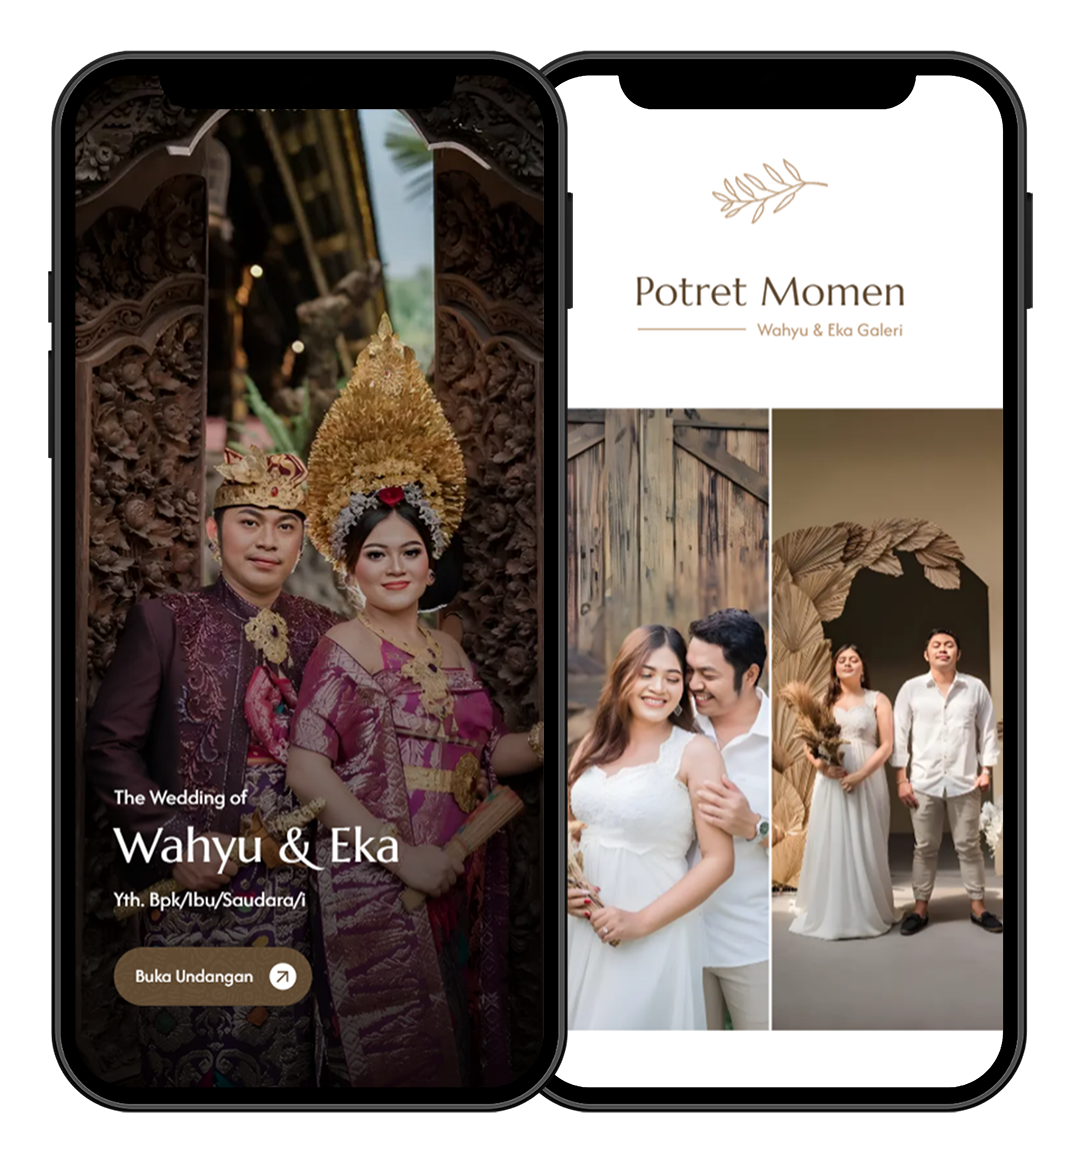 The Wedding of
Wahyu & Eka
Yth. Bpk/Ibu/Saudara/i
Buka Undangan
Potret Momen
Wahyu & Eka Galeri